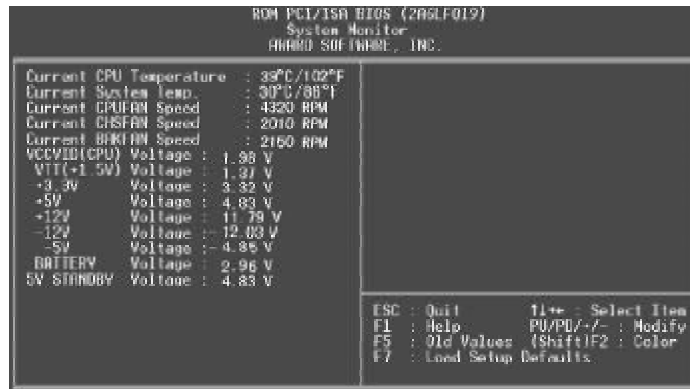 ROM PCI/ISA BIOS (2A6LF019)
System Monitor
AWARD SOFTWARE, INC.
Current CPU Temperature : 39°C/102°F
Current System Temp. : 30°C/86°F
Current CPUFAN Speed : 4320 RPM
Current CHSFAN Speed : 2010 RPM
Current BAKFAN Speed : 2160 RPM
VCCVID(CPU) Voltage : 1.98 V
VTT(+1.5V) Voltage : 1.37 V
+3.3V Voltage : 3.32 V
+5V Voltage : 4.83 V
+12V Voltage : 11.79 V
-12V Voltage :- 12.03 V
-5V Voltage :- 4.86 V
BATTERY Voltage : 2.96 V
5V STANDBY Voltage : 4.83 V
ESC : Quit ↑↓→← : Select Item
F1 : Help PU/PD/+/- : Modify
F5 : Old Values (Shift)F2 : Color
F7 : Load Setup Defaults